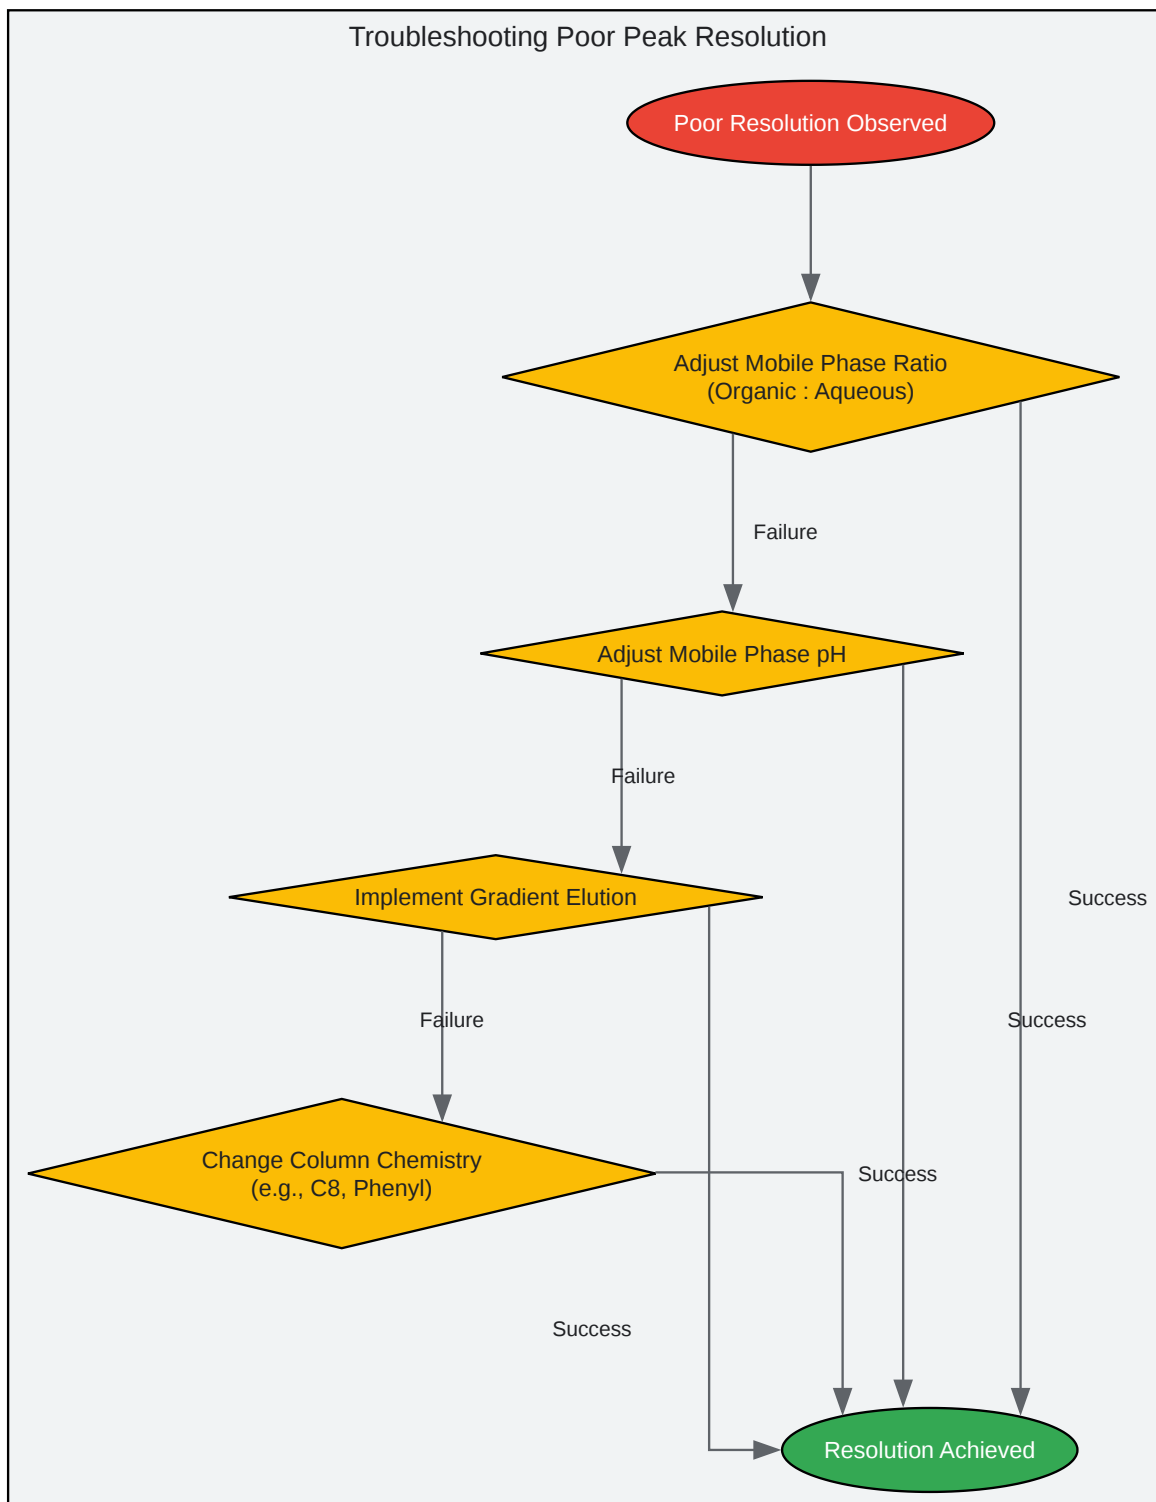 Troubleshooting Poor Peak Resolution
Poor Resolution Observed
Adjust Mobile Phase Ratio
(Organic : Aqueous)
Failure
Adjust Mobile Phase pH
Failure
Implement Gradient Elution
Success
Failure
Success
Change Column Chemistry
(e.g., C8, Phenyl)
Success
Success
Resolution Achieved